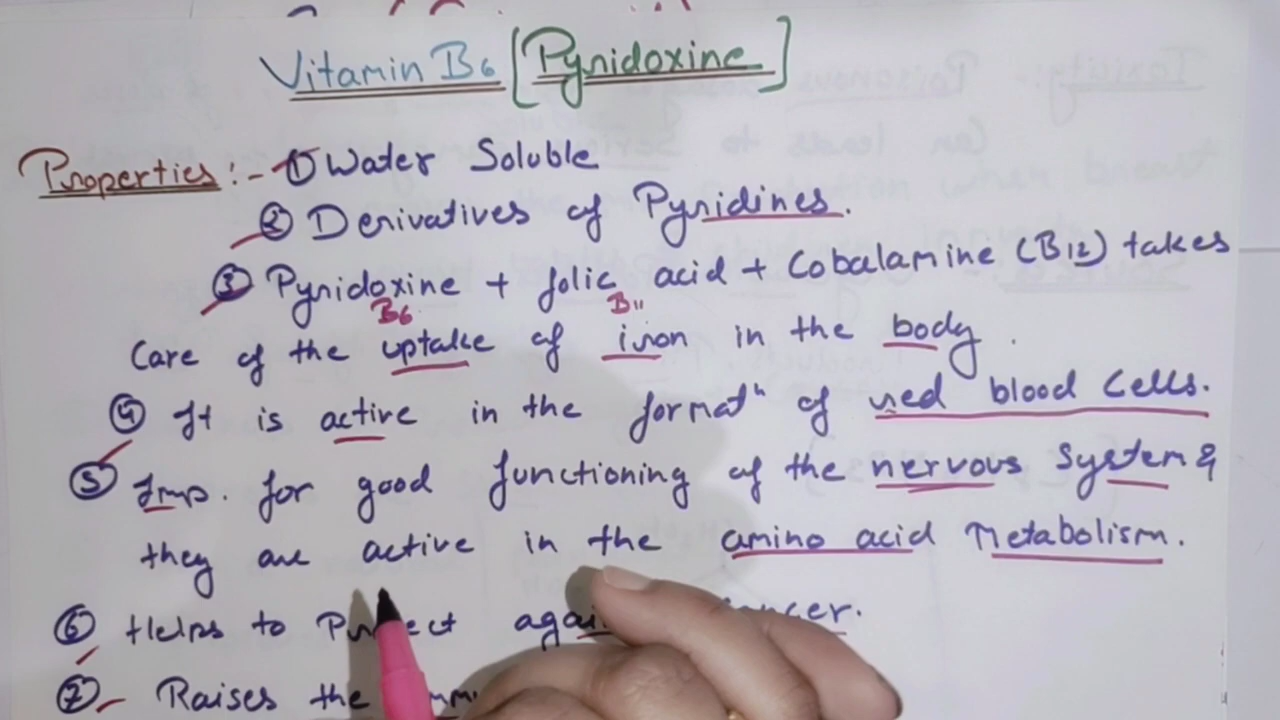 Vitamin B6 [Pyridoxine]
Properties :- ① Water Soluble
② Derivatives of Pyridines.
③ Pyridoxine + folic acid + Cobalamine (B12) takes
B6 B11
Care of the uptake of iron in the body.
④ It is active in the formatⁿ of red blood Cells.
⑤ Imp. for good functioning of the nervous System &
they are active in the amino acid Metabolism.
⑥ Helps to
⑦ Raises the